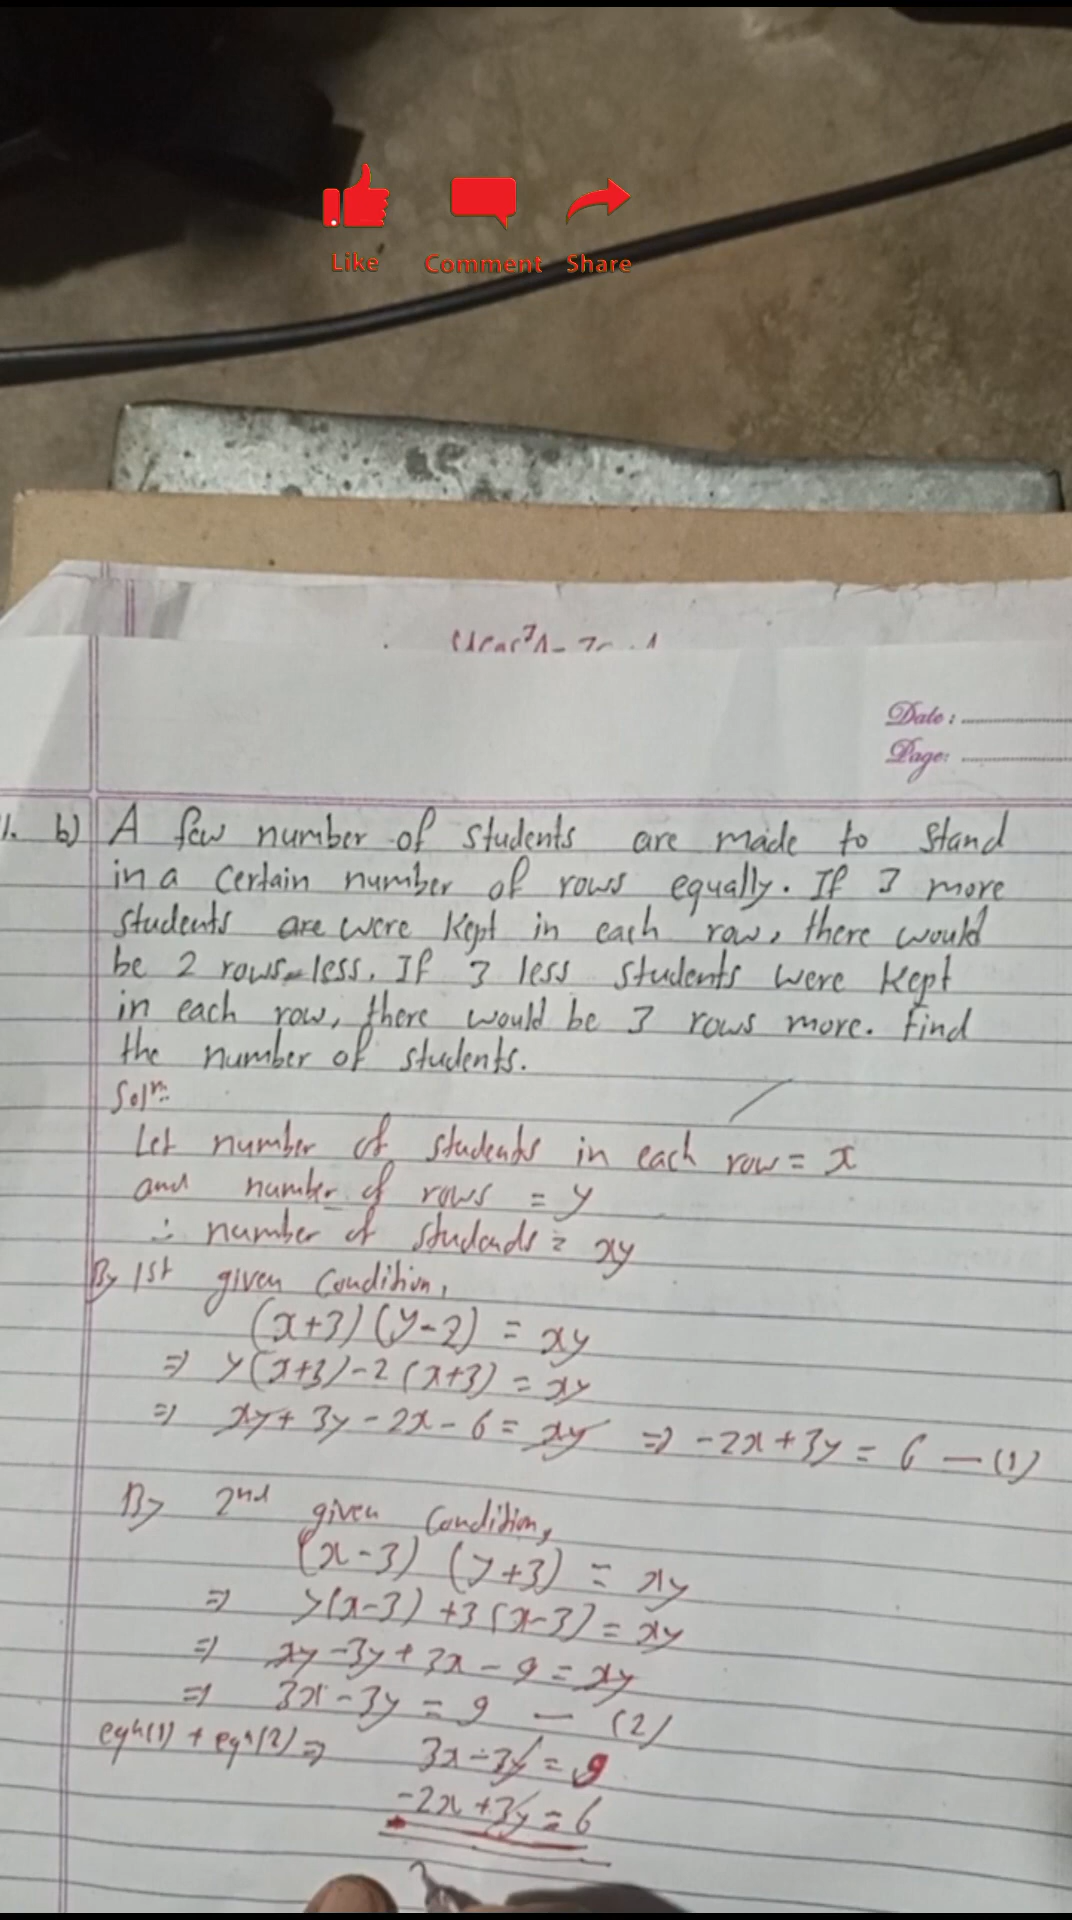 Like Comment Share
Date:
Page:
1. b) A few number of students are made to stand
in a certain number of rows equally. If 3 more
students are were kept in each row, there would
be 2 rows less. If 3 less students were kept
in each row, there would be 3 rows more. Find
the number of students.
Solⁿ:
Let number of students in each row = x
and number of rows = y
∴ number of students = xy
By 1st given condition,
(x+3) (y-2) = xy
⇒ y(x+3)-2(x+3) = xy
⇒ xy+3y-2x-6 = xy ⇒ -2x+3y = 6 — (1)
By 2nd given condition,
(x-3) (y+3) = xy
⇒ y(x-3)+3(x-3) = xy
⇒ xy-3y+3x-9 = xy
⇒ 3x-3y = 9 — (2)
eqⁿ(1) + eqⁿ(2) ⇒ 3x-3y = 9
-2x+3y = 6